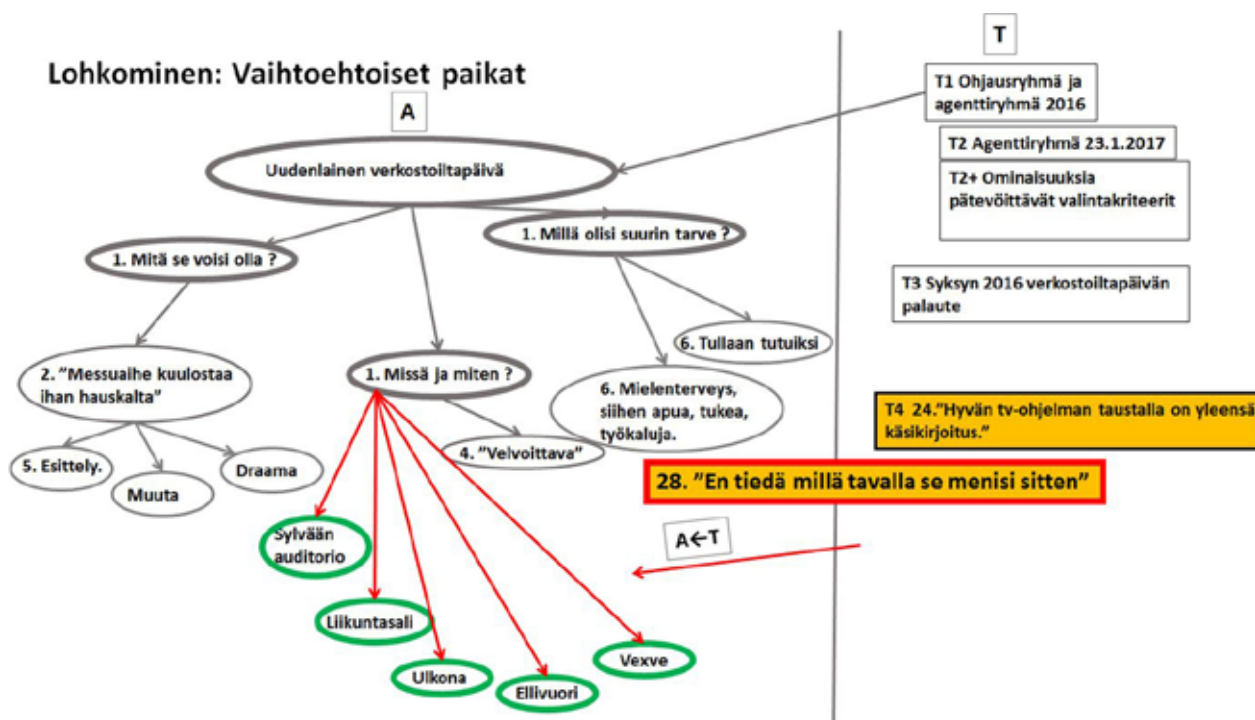 Lohkominen: Vaihtoehtoiset paikat
A
Uudenlainen verkostoiltapäivä
1. Mitä se voisi olla ?
1. Millä olisi suurin tarve ?
2. ”Messuaihe kuulostaa
ihan hauskalta”
1. Missä ja miten ?
6. Tullaan tutuiksi
6. Mielenterveys,
siihen apua, tukea,
työkaluja.
5. Esittely.
Muuta
Draama
4. ”Velvoittava”
Sylvään
auditorio
Liikuntasali
Ulkona
Ellivuori
Vexve
28. ”En tiedä millä tavalla se menisi sitten”
A←T
T
T1 Ohjausryhmä ja
agenttiryhmä 2016
T2 Agenttiryhmä 23.1.2017
T2+ Ominaisuuksia
pätevöittävät valintakriteerit
T3 Syksyn 2016 verkostoiltapäivän
palaute
T4 24.”Hyvän tv-ohjelman taustalla on yleensä
käsikirjoitus.”